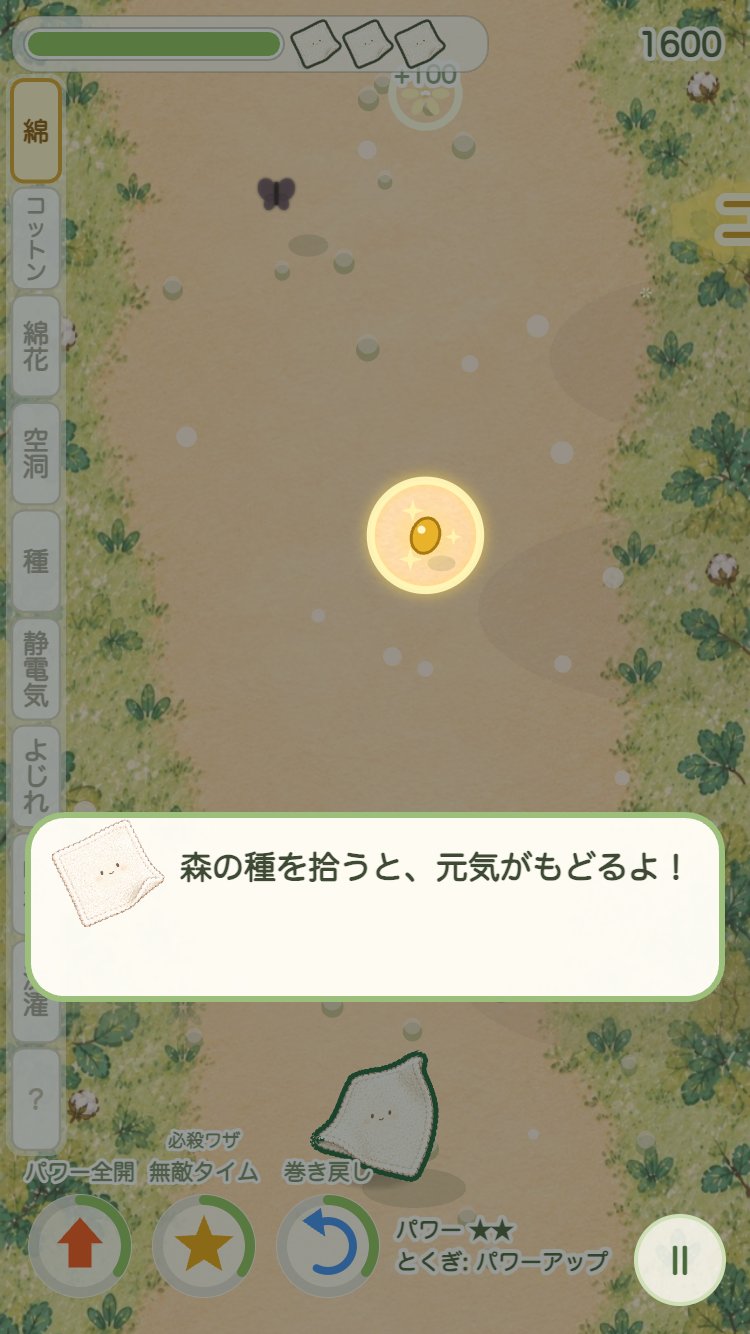 1600
+100
綿
コットン
綿花
空洞
種
静電気
よじれ
森の種を拾うと、元気がもどるよ！
濯
?
必殺ワザ
パワー全開 無敵タイム 巻き戻し
パワー ★★
とくぎ: パワーアップ